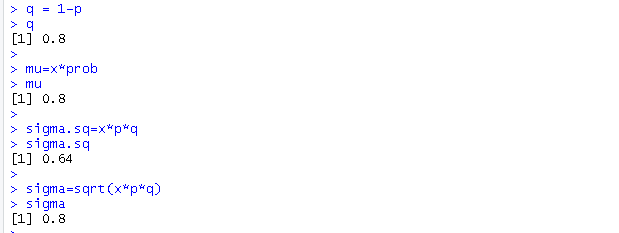 > q = 1-p
> q
[1] 0.8
>
> mu=x*prob
> mu
[1] 0.8
>
> sigma.sq=x*p*q
> sigma.sq
[1] 0.64
>
> sigma=sqrt(x*p*q)
> sigma
[1] 0.8
>